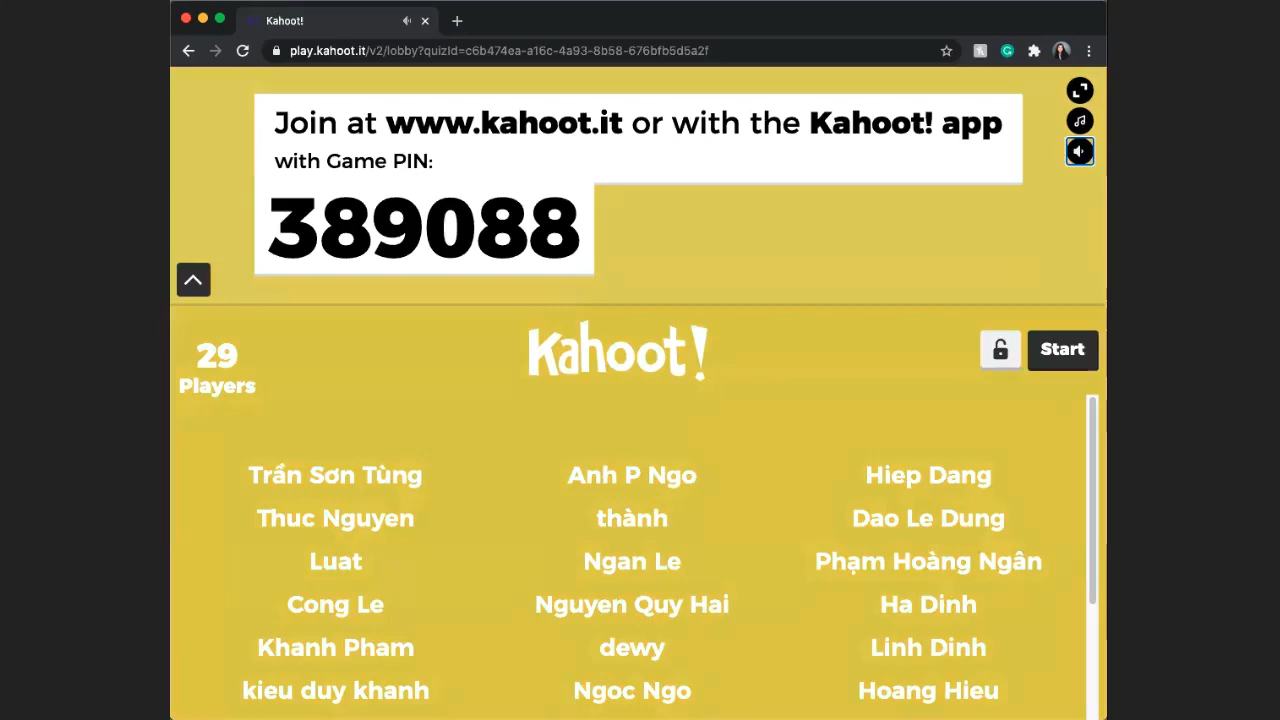 Kahoot!
play.kahoot.it/v2/lobby?quizId=c6b474ea-a16c-4a93-8b58-676bfb5d5a2f
Join at www.kahoot.it or with the Kahoot! app
with Game PIN:
389088
29
Players
Kahoot!
Start
Trần Sơn Tùng
Anh P Ngo
Hiep Dang
Thuc Nguyen
thành
Dao Le Dung
Luat
Ngan Le
Phạm Hoàng Ngân
Cong Le
Nguyen Quy Hai
Ha Dinh
Khanh Pham
dewy
Linh Dinh
kieu duy khanh
Ngoc Ngo
Hoang Hieu